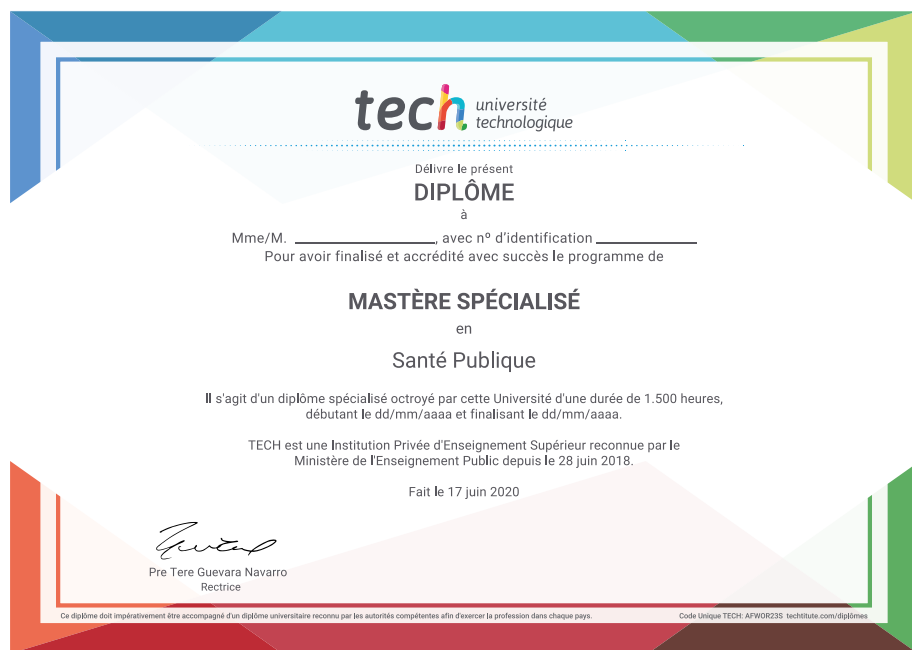 tech université
technologique
Délivre le présent
DIPLÔME
à
Mme/M. ____________________, avec nº d'identification ______________
Pour avoir finalisé et accrédité avec succès le programme de
MASTÈRE SPÉCIALISÉ
en
Santé Publique
Il s'agit d'un diplôme spécialisé octroyé par cette Université d'une durée de 1.500 heures,
débutant le dd/mm/aaaa et finalisant le dd/mm/aaaa.
TECH est une Institution Privée d'Enseignement Supérieur reconnue par le
Ministère de l'Enseignement Public depuis le 28 juin 2018.
Fait le 17 juin 2020
Pre Tere Guevara Navarro
Rectrice
Ce diplôme doit impérativement être accompagné d'un diplôme universitaire reconnu par les autorités compétentes afin d'exercer la profession dans chaque pays.
Code Unique TECH: AFWOR23S techtitute.com/diplômes